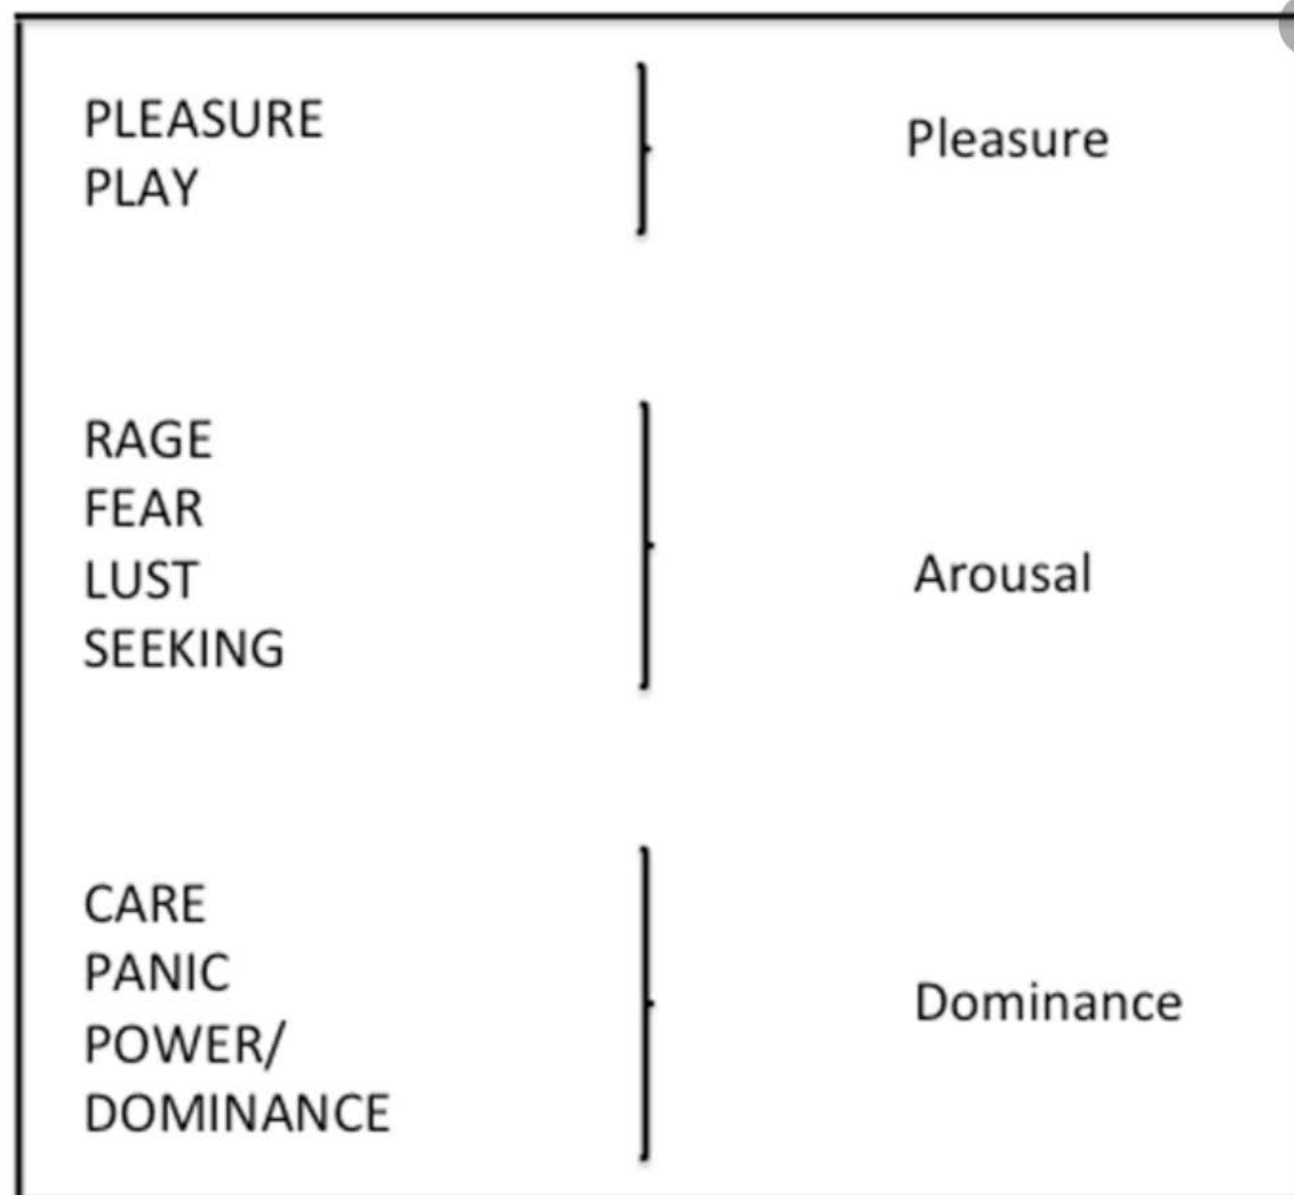 PLEASURE
PLAY
Pleasure
RAGE
FEAR
LUST
SEEKING
Arousal
CARE
PANIC
POWER/
DOMINANCE
Dominance